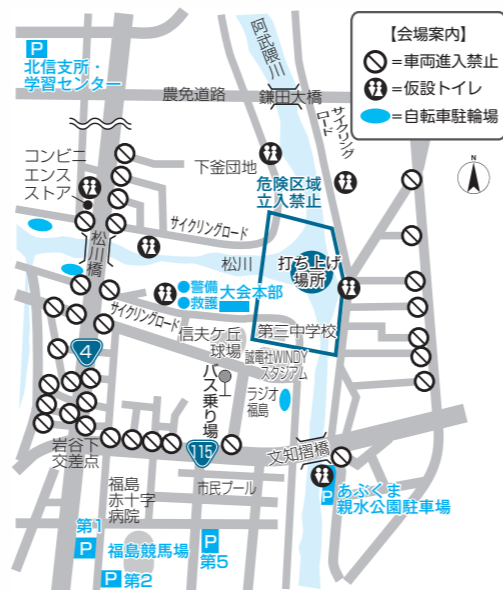 【会場案内】
=車両進入禁止
=仮設トイレ
=自転車駐輪場
N
P
北信支所・
学習センター
阿武隈川
農免道路
鎌田大橋
サイクリング
ロード
コンビニ
エンス
ストア
下釜団地
危険区域
立入禁止
サイクリングロード
松川橋
松川
打ち上げ
場所
警備
救護
大会本部
サイクリングロード
信夫ケ丘
球場
第三中学校
誠電社WINDY
スタジアム
4
バス乗り場
ラジオ
福島
岩谷下
交差点
115
文知摺橋
福島
赤十字
病院
市民プール
P
あぶくま
親水公園駐車場
第1
P
福島競馬場
P
第5
P
第2